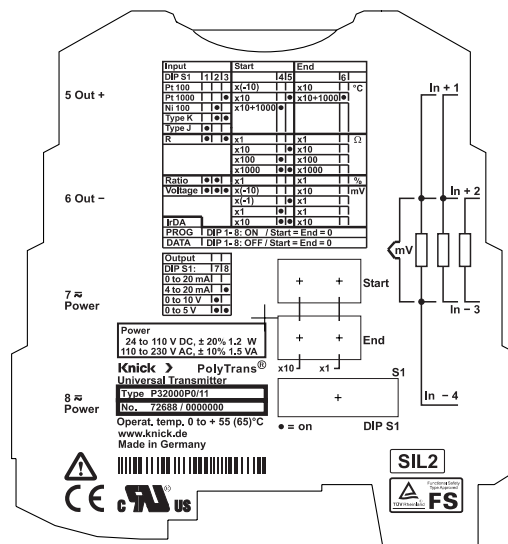 Input Start End
DIP S1 1 2 3 4 5 6
Pt 100 x(-10) x10 °C
Pt 1000 ● x10 ● x10+1000 ●
Ni 100 ● x10+1000 ●
Type K ● ●
Type J ●
R ● x1 x1 Ω
x10 ● x10
x100 ● x100
x1000 ● ● x1000
Ratio ● ● x1 x1 %
Voltage ● ● ● x(-10) x10 mV
x(-1) ● x1
x1 ● x1
IrDA x10 ● ● x10
PROG DIP 1- 8: ON / Start = End = 0
DATA DIP 1- 8: OFF / Start = End = 0
Output
DIP S1: 7 8
0 to 20 mA
4 to 20 mA ●
0 to 10 V ●
0 to 5 V ● ●
5 Out +
6 Out –
7 ⎓
Power
8 ⎓
Power
In + 1
In + 2
mV
In – 3
In – 4
Start
End
x10 x1
S1
● = on DIP S1
Power
24 to 110 V DC, ± 20% 1.2 W
110 to 230 V AC, ± 10% 1.5 VA
Knick PolyTrans®
Universal Transmitter
Type P32000P0/11
No. 72688 / 0000000
Operat. temp. 0 to + 55 (65)°C
www.knick.de
Made in Germany
CE
c UL ® US
SIL2
TÜVRheinland
Functional Safety
Type Approved
FS